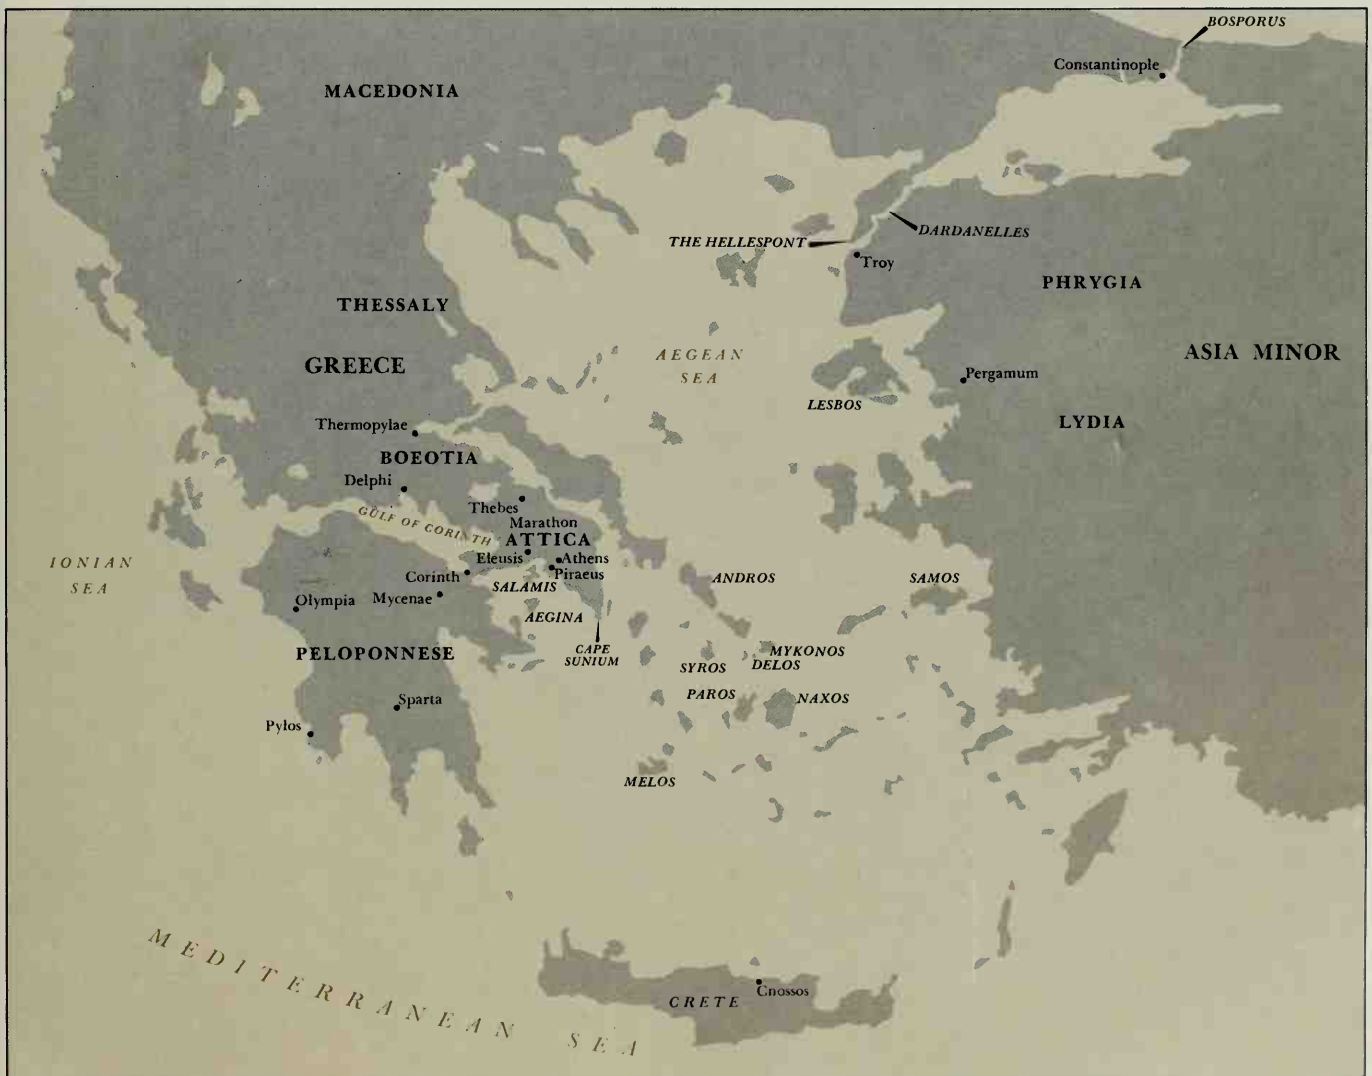 BOSPORUS
Constantinople
MACEDONIA
DARDANELLES
THE HELLESPONT
Troy
PHRYGIA
THESSALY
AEGEAN
SEA
ASIA MINOR
GREECE
Pergamum
LESBOS
LYDIA
Thermopylae
BOEOTIA
Delphi
Thebes
GULF OF CORINTH
Marathon
ATTICA
Eleusis
Athens
Piraeus
IONIAN
SEA
Corinth
SALAMIS
ANDROS
SAMOS
Olympia
Mycenae
AEGINA
CAPE
SUNIUM
PELOPONNESE
MYKONOS
DELOS
SYROS
PAROS
NAXOS
Sparta
Pylos
MELOS
MEDITERRANEAN SEA
CRETE
Cnossos